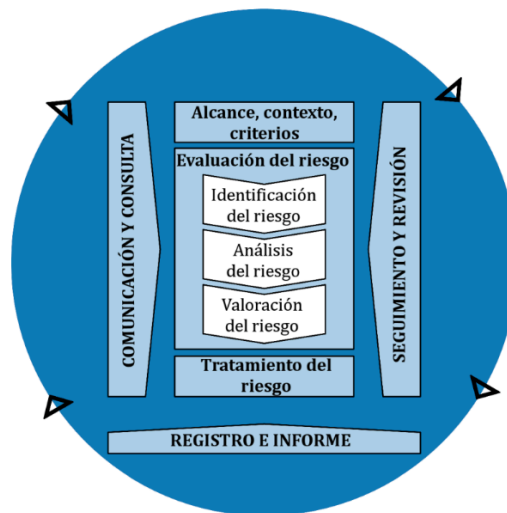 Alcance, contexto,
criterios
Evaluación del riesgo
Identificación
del riesgo
Análisis
del riesgo
Valoración
del riesgo
Tratamiento del
riesgo
COMUNICACIÓN Y CONSULTA
SEGUIMIENTO Y REVISIÓN
REGISTRO E INFORME